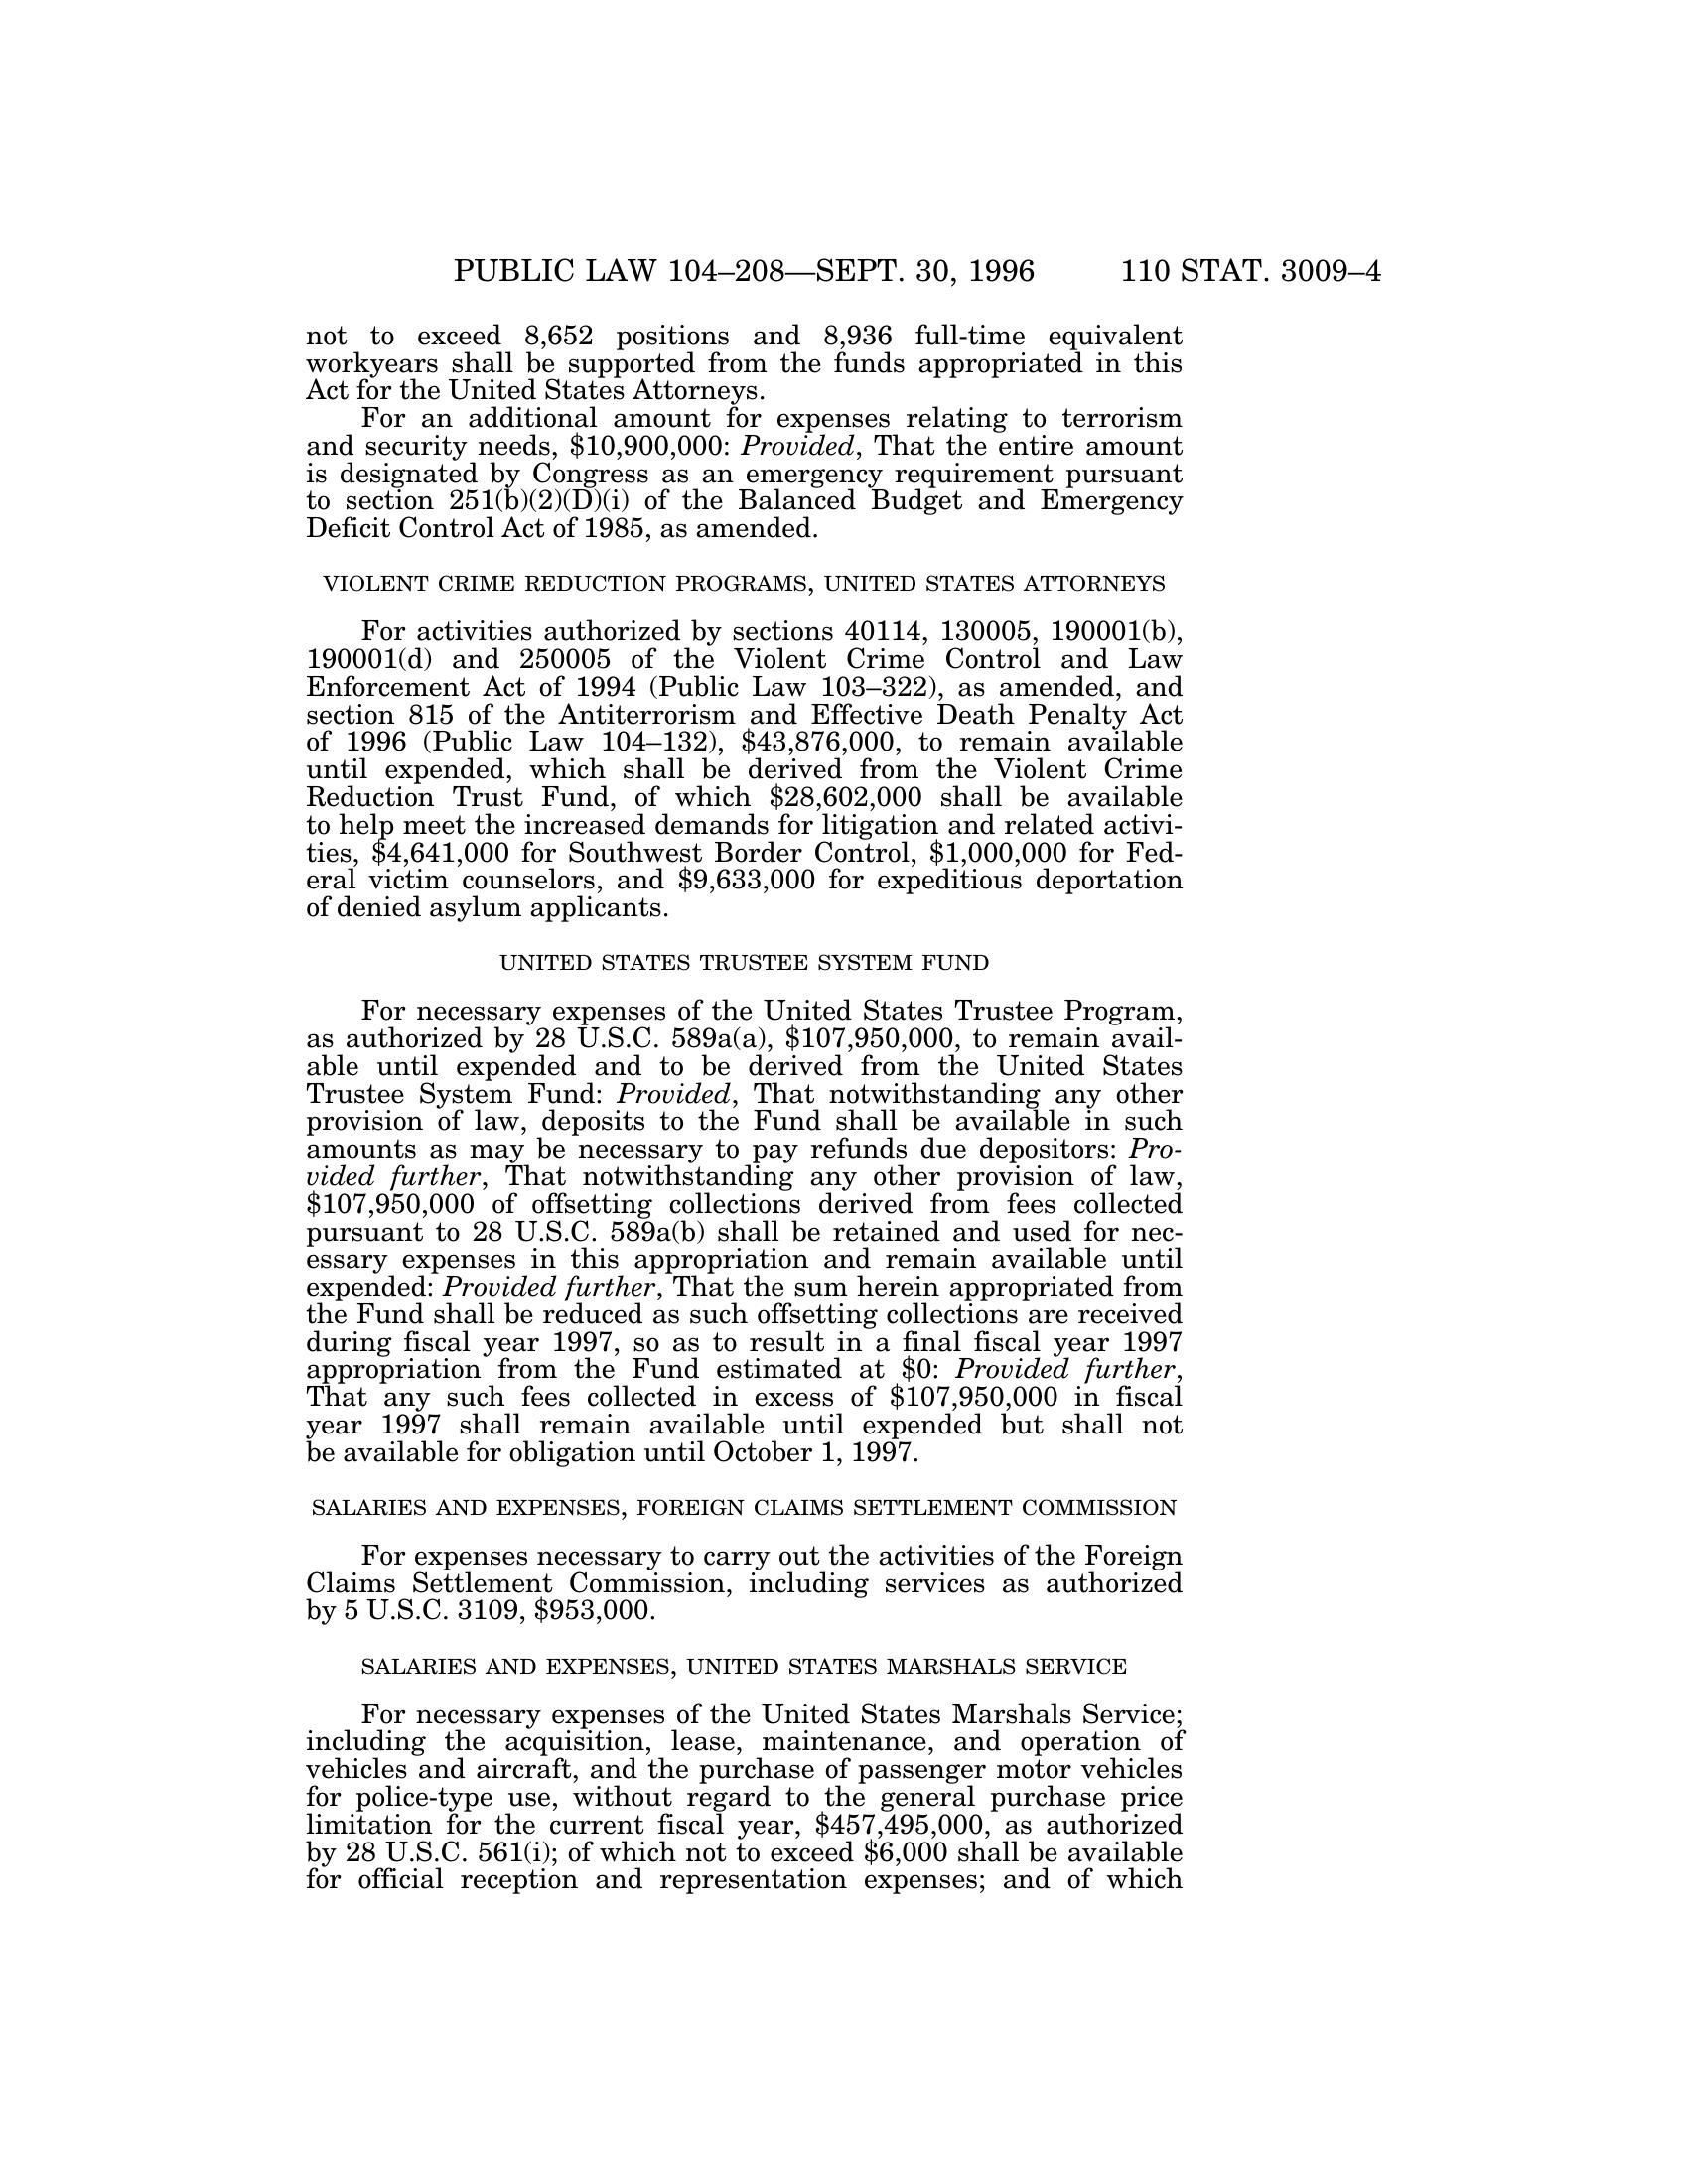 PUBLIC LAW 104–208—SEPT. 30, 1996 110 STAT. 3009–4
not to exceed 8,652 positions and 8,936 full-time equivalent
workyears shall be supported from the funds appropriated in this
Act for the United States Attorneys.
For an additional amount for expenses relating to terrorism
and security needs, $10,900,000: Provided, That the entire amount
is designated by Congress as an emergency requirement pursuant
to section 251(b)(2)(D)(i) of the Balanced Budget and Emergency
Deficit Control Act of 1985, as amended.
VIOLENT CRIME REDUCTION PROGRAMS, UNITED STATES ATTORNEYS
For activities authorized by sections 40114, 130005, 190001(b),
190001(d) and 250005 of the Violent Crime Control and Law
Enforcement Act of 1994 (Public Law 103–322), as amended, and
section 815 of the Antiterrorism and Effective Death Penalty Act
of 1996 (Public Law 104–132), $43,876,000, to remain available
until expended, which shall be derived from the Violent Crime
Reduction Trust Fund, of which $28,602,000 shall be available
to help meet the increased demands for litigation and related activi-
ties, $4,641,000 for Southwest Border Control, $1,000,000 for Fed-
eral victim counselors, and $9,633,000 for expeditious deportation
of denied asylum applicants.
UNITED STATES TRUSTEE SYSTEM FUND
For necessary expenses of the United States Trustee Program,
as authorized by 28 U.S.C. 589a(a), $107,950,000, to remain avail-
able until expended and to be derived from the United States
Trustee System Fund: Provided, That notwithstanding any other
provision of law, deposits to the Fund shall be available in such
amounts as may be necessary to pay refunds due depositors: Pro-
vided further, That notwithstanding any other provision of law,
$107,950,000 of offsetting collections derived from fees collected
pursuant to 28 U.S.C. 589a(b) shall be retained and used for nec-
essary expenses in this appropriation and remain available until
expended: Provided further, That the sum herein appropriated from
the Fund shall be reduced as such offsetting collections are received
during fiscal year 1997, so as to result in a final fiscal year 1997
appropriation from the Fund estimated at $0: Provided further,
That any such fees collected in excess of $107,950,000 in fiscal
year 1997 shall remain available until expended but shall not
be available for obligation until October 1, 1997.
SALARIES AND EXPENSES, FOREIGN CLAIMS SETTLEMENT COMMISSION
For expenses necessary to carry out the activities of the Foreign
Claims Settlement Commission, including services as authorized
by 5 U.S.C. 3109, $953,000.
SALARIES AND EXPENSES, UNITED STATES MARSHALS SERVICE
For necessary expenses of the United States Marshals Service;
including the acquisition, lease, maintenance, and operation of
vehicles and aircraft, and the purchase of passenger motor vehicles
for police-type use, without regard to the general purchase price
limitation for the current fiscal year, $457,495,000, as authorized
by 28 U.S.C. 561(i); of which not to exceed $6,000 shall be available
for official reception and representation expenses; and of which